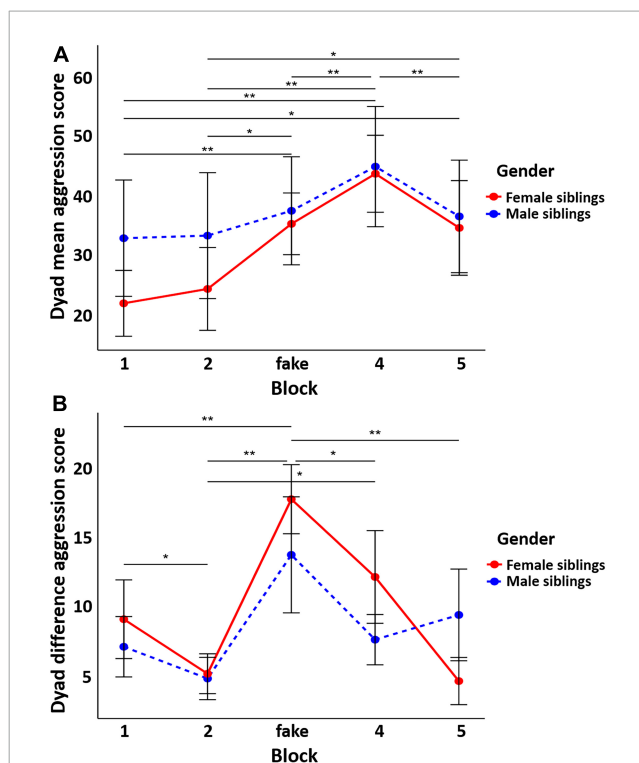 A
Dyad mean aggression score
60
50
40
30
20
*
**
**
**
**
*
*
**
1 2 fake 4 5
Block
Gender
Female siblings
Male siblings
B
Dyad difference aggression score
20
15
10
5
**
**
**
*
*
*
1 2 fake 4 5
Block
Gender
Female siblings
Male siblings